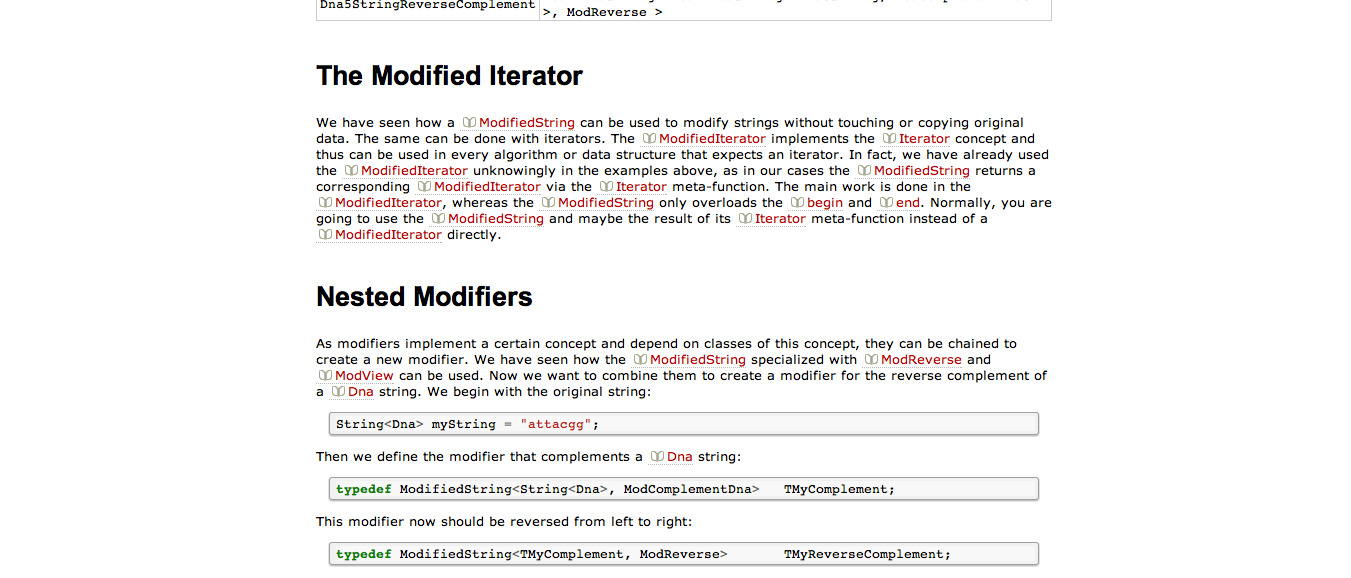 Dna5StringReverseComplement
>, ModReverse >
The Modified Iterator
We have seen how a ModifiedString can be used to modify strings without touching or copying original
data. The same can be done with iterators. The ModifiedIterator implements the Iterator concept and
thus can be used in every algorithm or data structure that expects an iterator. In fact, we have already used
the ModifiedIterator unknowingly in the examples above, as in our cases the ModifiedString returns a
corresponding ModifiedIterator via the Iterator meta-function. The main work is done in the
ModifiedIterator, whereas the ModifiedString only overloads the begin and end. Normally, you are
going to use the ModifiedString and maybe the result of its Iterator meta-function instead of a
ModifiedIterator directly.
Nested Modifiers
As modifiers implement a certain concept and depend on classes of this concept, they can be chained to
create a new modifier. We have seen how the ModifiedString specialized with ModReverse and
ModView can be used. Now we want to combine them to create a modifier for the reverse complement of
a Dna string. We begin with the original string:
String<Dna> myString = "attacgg";
Then we define the modifier that complements a Dna string:
typedef ModifiedString<String<Dna>, ModComplementDna>   TMyComplement;
This modifier now should be reversed from left to right:
typedef ModifiedString<TMyComplement, ModReverse>       TMyReverseComplement;